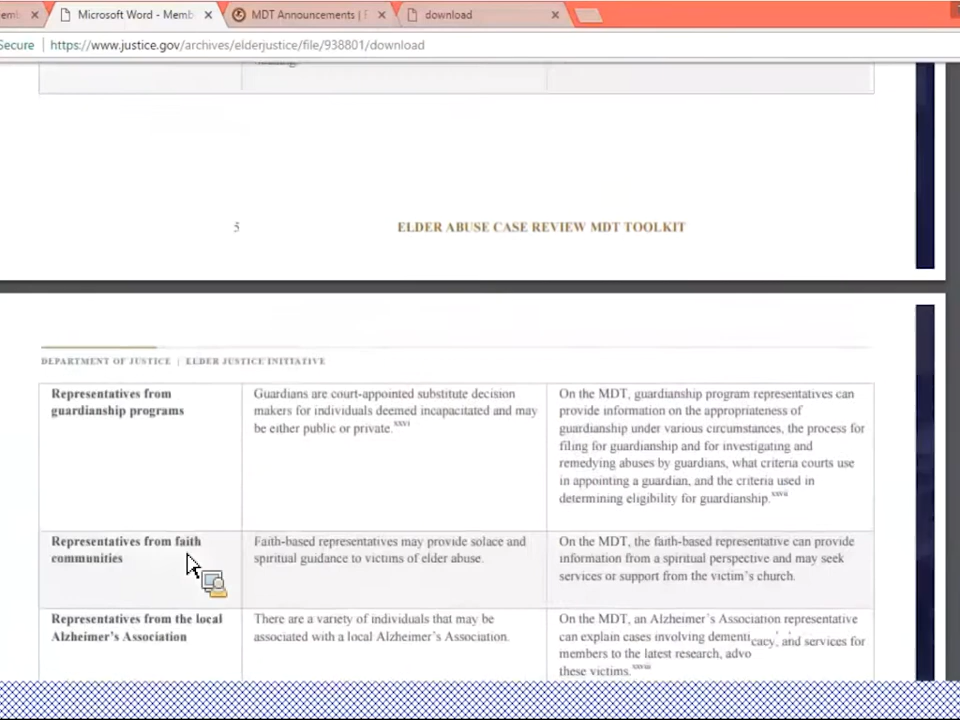 Microsoft Word - Memb
MDT Announcements |
download
Secure
https://www.justice.gov/archives/elderjustice/file/938801/download
5
ELDER ABUSE CASE REVIEW MDT TOOLKIT
DEPARTMENT OF JUSTICE | ELDER JUSTICE INITIATIVE
Representatives from
guardianship programs
Guardians are court-appointed substitute decision
makers for individuals deemed incapacitated and may
be either public or private.xxvi
On the MDT, guardianship program representatives can
provide information on the appropriateness of
guardianship under various circumstances, the process for
filing for guardianship and for investigating and
remedying abuses by guardians, what criteria courts use
in appointing a guardian, and the criteria used in
determining eligibility for guardianship.xxvii
Representatives from faith
communities
Faith-based representatives may provide solace and
spiritual guidance to victims of elder abuse.
On the MDT, the faith-based representative can provide
information from a spiritual perspective and may seek
services or support from the victim's church.
Representatives from the local
Alzheimer's Association
There are a variety of individuals that may be
associated with a local Alzheimer's Association.
On the MDT, an Alzheimer's Association representative
can explain cases involving dementi cacy, and services for
members to the latest research, advo
these victims.xxviii